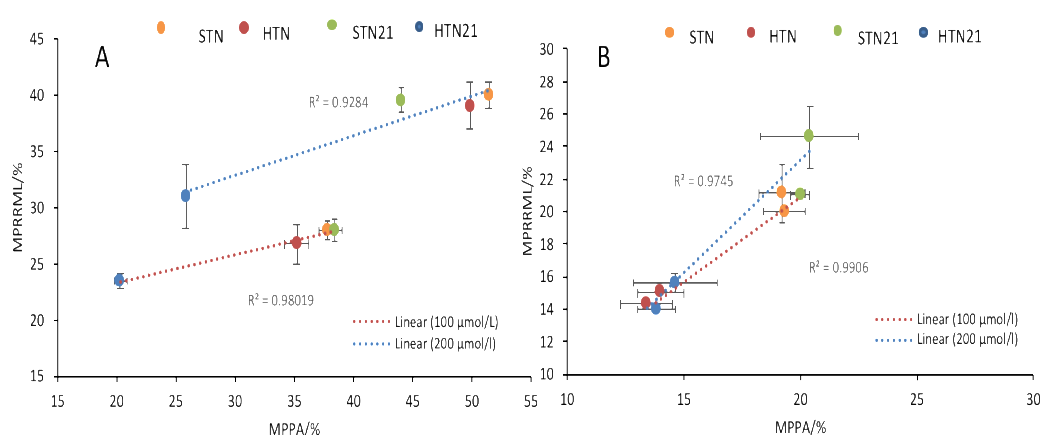 STN HTN STN21 HTN21
A
45
40
35
30
25
20
15
MPRRML/%
R² = 0.9284
R² = 0.98019
Linear (100 μmol/L)
Linear (200 μmol/l)
15 20 25 30 35 40 45 50 55
MPPA/%
STN HTN STN21 HTN21
B
30
28
26
24
22
20
18
16
14
12
10
MPRRML/%
R² = 0.9745
R² = 0.9906
Linear (100 μmol/l)
Linear (200 μmol/l)
10 15 20 25 30
MPPA/%